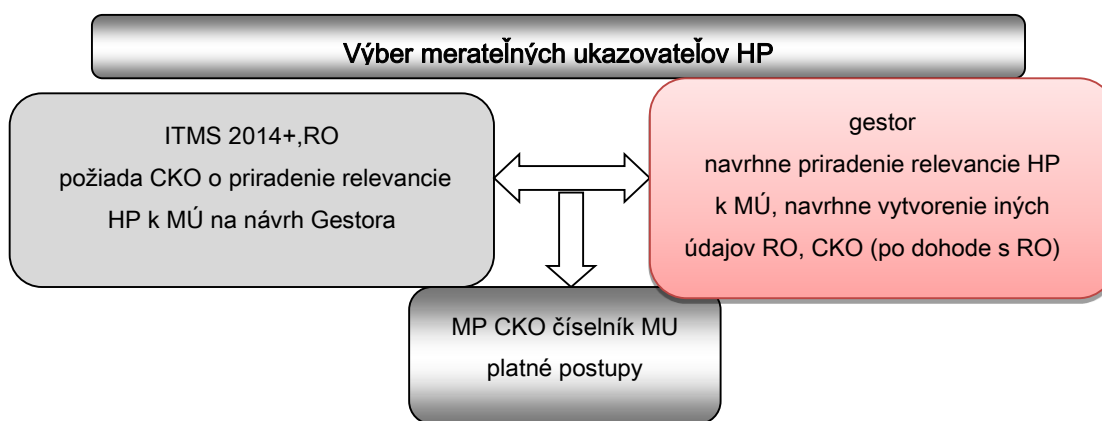 Výber merateľných ukazovateľov HP
ITMS 2014+,RO
požiada CKO o priradenie relevancie
HP k MÚ na návrh Gestora
gestor
navrhne priradenie relevancie HP
k MÚ, navrhne vytvorenie iných
údajov RO, CKO (po dohode s RO)
MP CKO číselník MU
platné postupy